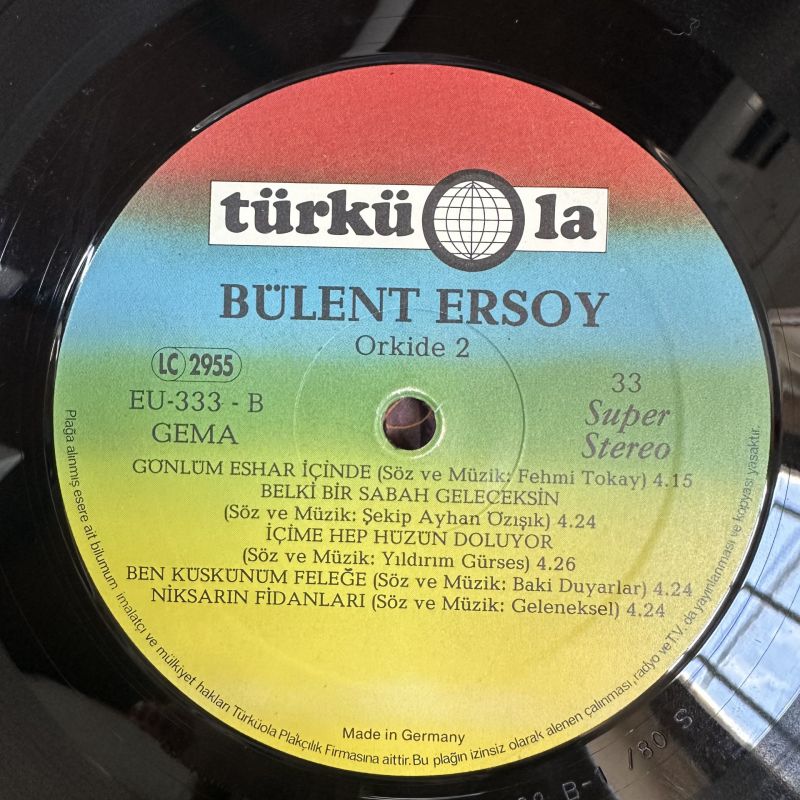 türküola
BÜLENT ERSOY
Orkide 2
LC 2955
EU-333 - B
GEMA
33
Super
Stereo
GÖNLÜM ESHAR İÇİNDE (Söz ve Müzik: Fehmi Tokay) 4.15
BELKİ BİR SABAH GELECEKSİN
(Söz ve Müzik: Şekip Ayhan Özışık) 4.24
İÇİME HEP HÜZÜN DOLUYOR
(Söz ve Müzik: Yıldırım Gürses) 4.26
BEN KÜSKÜNÜM FELEĞE (Söz ve Müzik: Baki Duyarlar) 4.24
NİKSARIN FİDANLARI (Söz ve Müzik: Geleneksel) 4.24
Made in Germany
Plağa alınmış esere ait bilumum imalatçı ve mülkiyet hakları Türküola Plakçılık Firmasına aittir. Bu plağın izinsiz olarak alenen çalınması, radyo ve T.V. da yayınlanması ve kopyası yasaktır.
B-1 /80 S